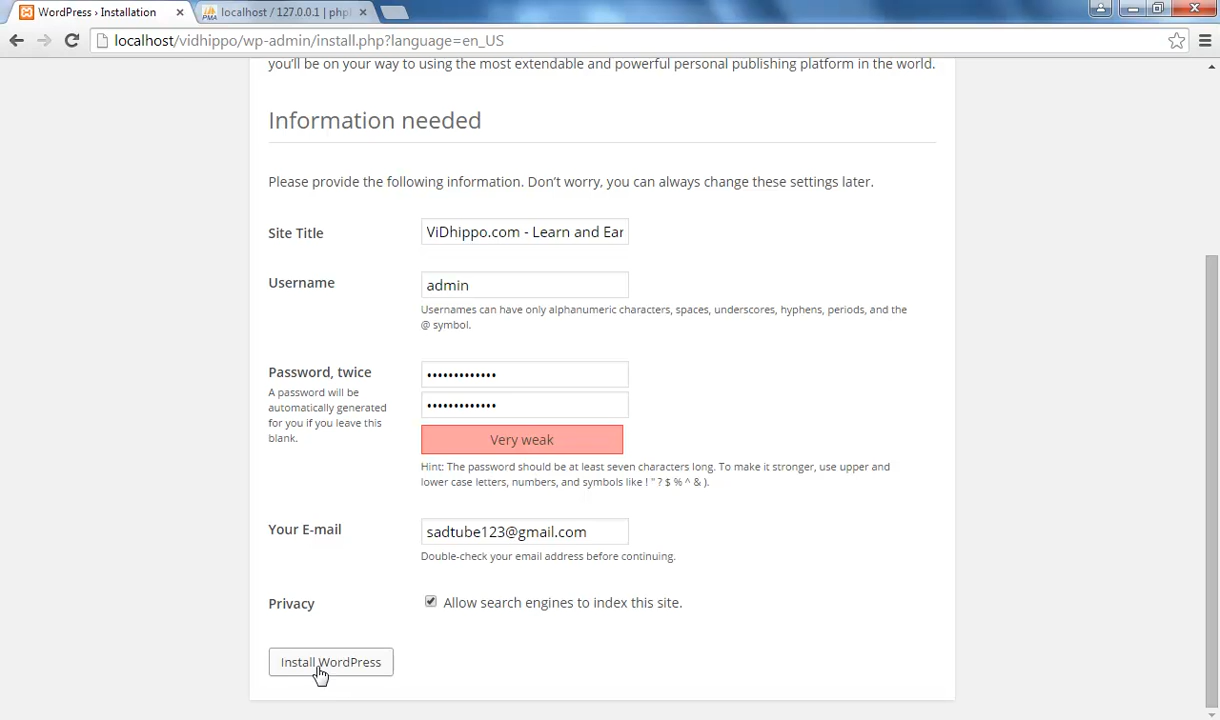 WordPress › Installation
localhost / 127.0.0.1 | phpl
localhost/vidhippo/wp-admin/install.php?language=en_US
you'll be on your way to using the most extendable and powerful personal publishing platform in the world.
Information needed
Please provide the following information. Don't worry, you can always change these settings later.
Site Title
ViDhippo.com - Learn and Ear
Username
admin
Usernames can have only alphanumeric characters, spaces, underscores, hyphens, periods, and the
@ symbol.
Password, twice
A password will be
automatically generated
for you if you leave this
blank.
•••••••••••••
•••••••••••••
Very weak
Hint: The password should be at least seven characters long. To make it stronger, use upper and
lower case letters, numbers, and symbols like ! " ? $ % ^ & ).
Your E-mail
sadtube123@gmail.com
Double-check your email address before continuing.
Privacy
Allow search engines to index this site.
Install WordPress